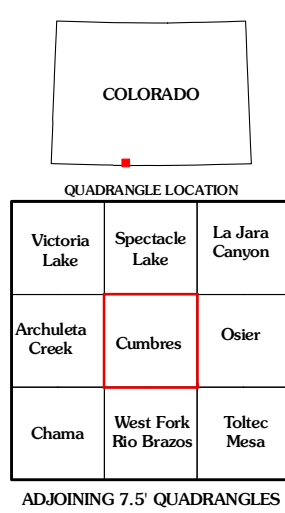 COLORADO
QUADRANGLE LOCATION
Victoria
Lake
Spectacle
Lake
La Jara
Canyon
Archuleta
Creek
Cumbres
Osier
Chama
West Fork
Rio Brazos
Toltec
Mesa
ADJOINING 7.5' QUADRANGLES